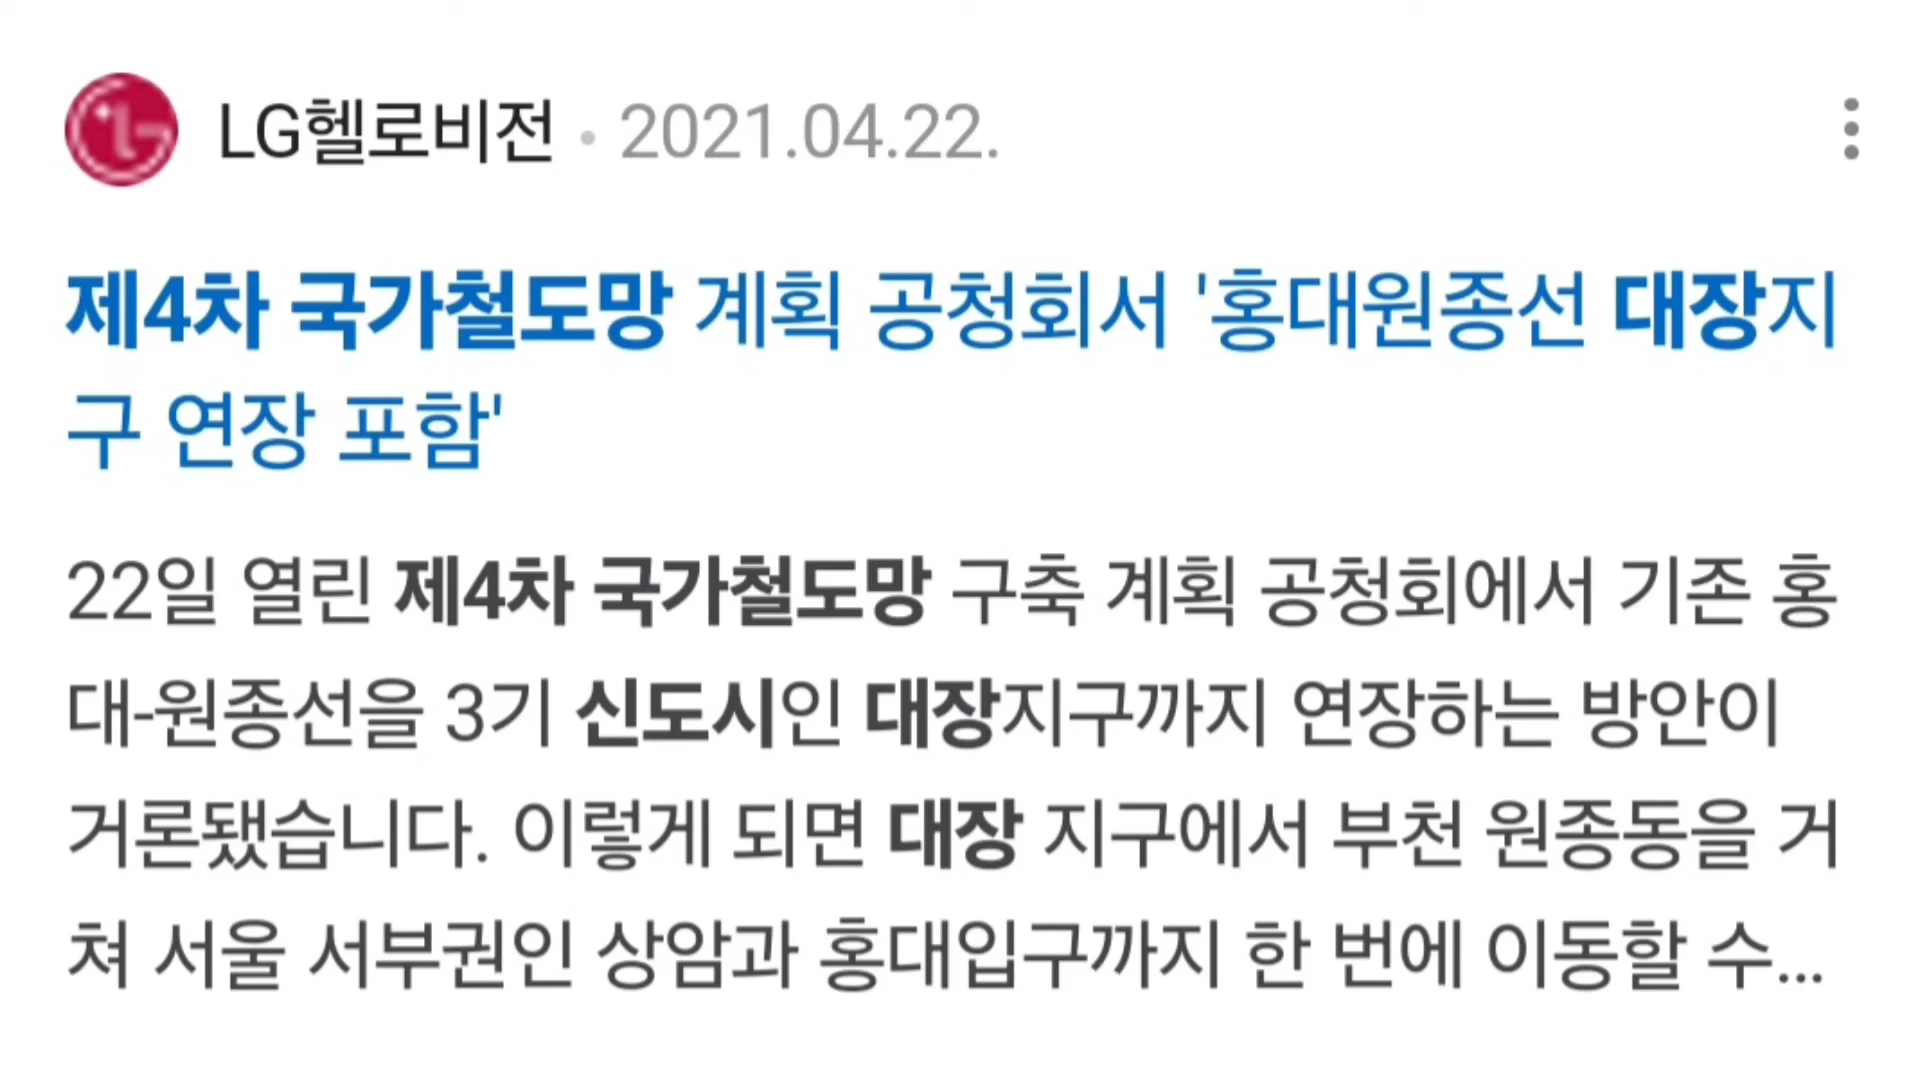 LG헬로비전 · 2021.04.22.
제4차 국가철도망 계획 공청회서 '홍대원종선 대장지
구 연장 포함'
22일 열린 제4차 국가철도망 구축 계획 공청회에서 기존 홍
대-원종선을 3기 신도시인 대장지구까지 연장하는 방안이
거론됐습니다. 이렇게 되면 대장 지구에서 부천 원종동을 거
쳐 서울 서부권인 상암과 홍대입구까지 한 번에 이동할 수...